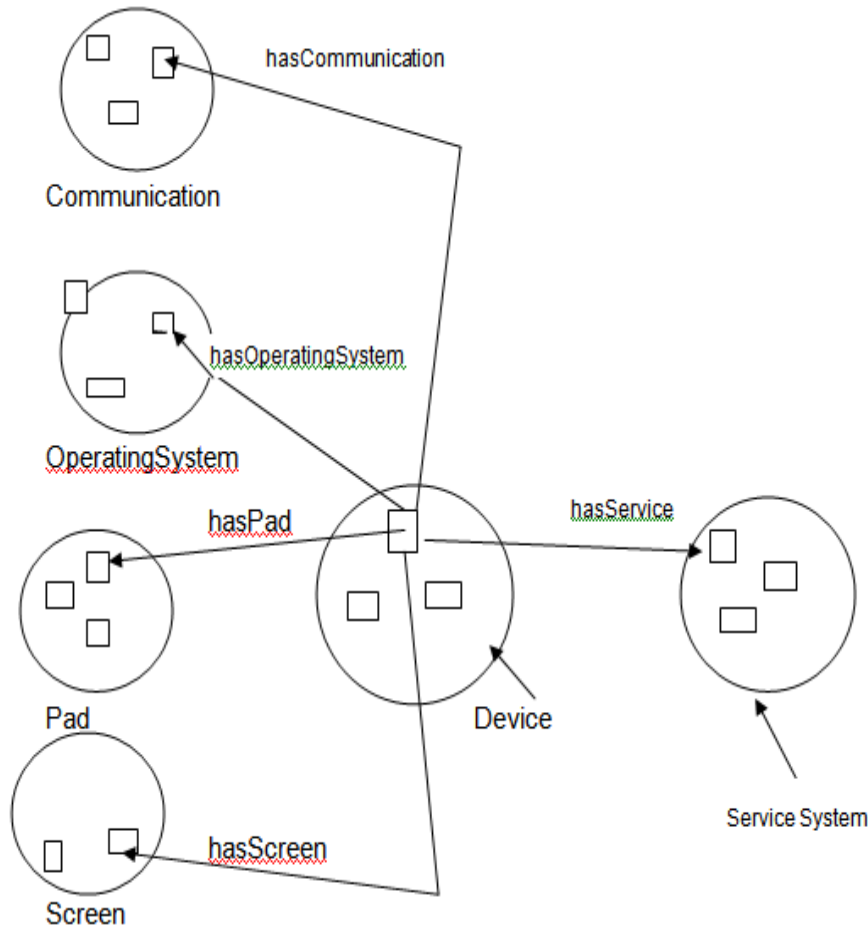 hasCommunication
Communication
hasOperatingSystem
OperatingSystem
hasPad
hasService
Pad
Device
Service System
hasScreen
Screen